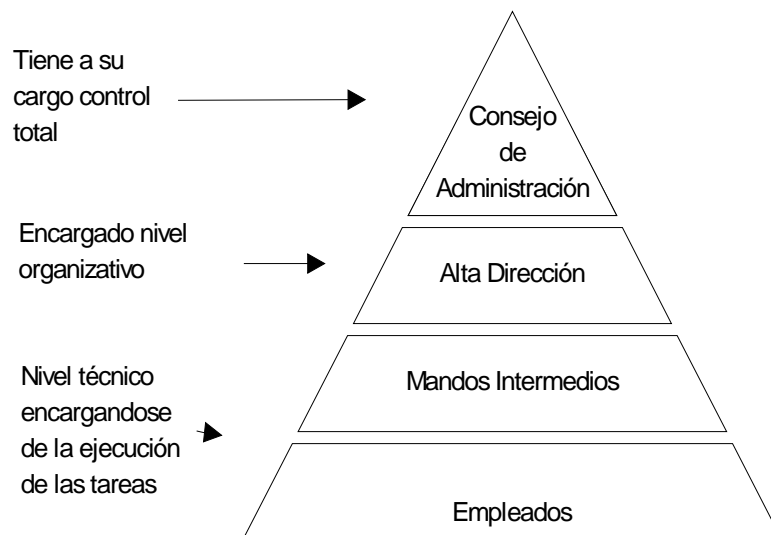 Tiene a su
cargo control
total
Consejo
de
Administración
Encargado nivel
organizativo
Alta Dirección
Nivel técnico
encargandose
de la ejecución
de las tareas
Mandos Intermedios
Empleados